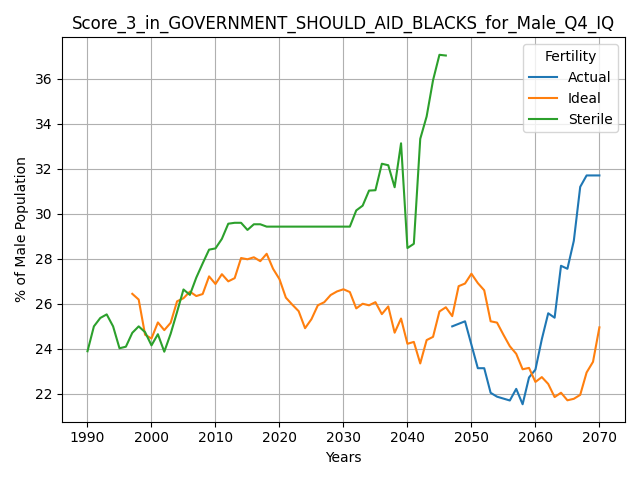 Score_3_in_GOVERNMENT_SHOULD_AID_BLACKS_for_Male_Q4_IQ
Fertility
Actual
Ideal
Sterile
% of Male Population
36
34
32
30
28
26
24
22
1990 2000 2010 2020 2030 2040 2050 2060 2070
Years